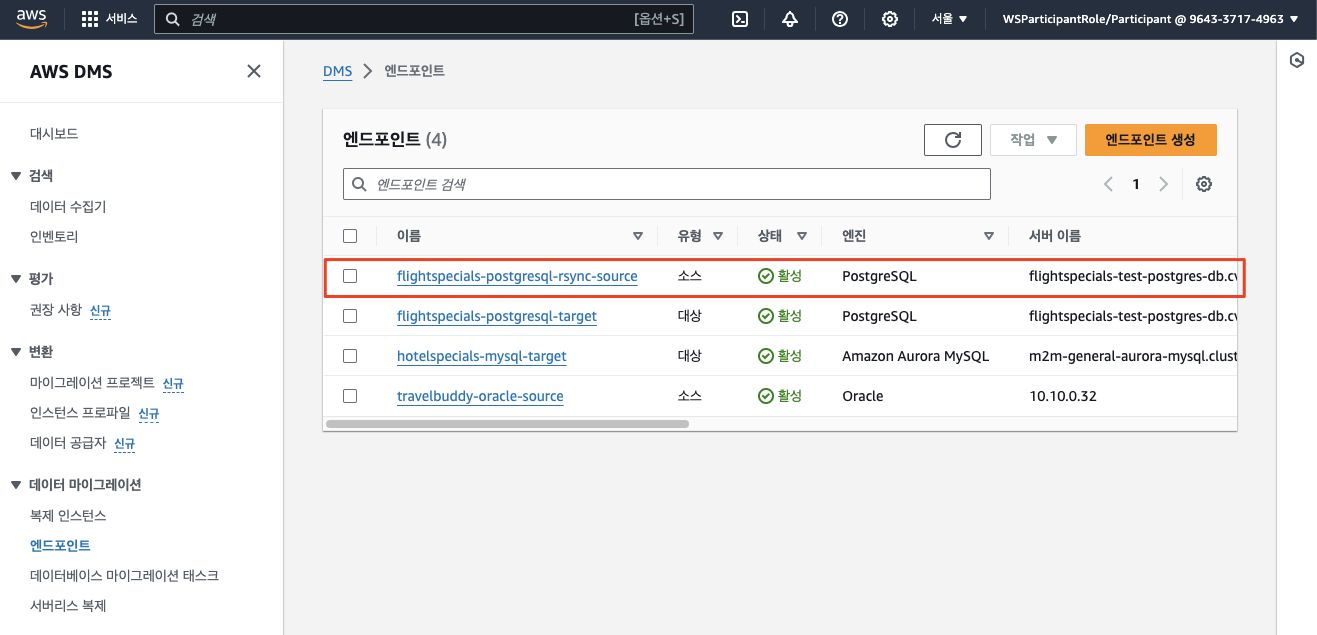 aws 서비스 검색 [옵션+S] 서울 WSParticipantRole/Participant @ 9643-3717-4963
AWS DMS
대시보드
검색
데이터 수집기
인벤토리
평가
권장 사항 신규
변환
마이그레이션 프로젝트 신규
인스턴스 프로파일 신규
데이터 공급자 신규
데이터 마이그레이션
복제 인스턴스
엔드포인트
데이터베이스 마이그레이션 태스크
서버리스 복제
DMS 엔드포인트
엔드포인트 (4) 작업 엔드포인트 생성
엔드포인트 검색 1
이름 유형 상태 엔진 서버 이름
flightspecials-postgresql-rsync-source 소스 활성 PostgreSQL flightspecials-test-postgres-db.cv
flightspecials-postgresql-target 대상 활성 PostgreSQL flightspecials-test-postgres-db.cv
hotelspecials-mysql-target 대상 활성 Amazon Aurora MySQL m2m-general-aurora-mysql.clust
travelbuddy-oracle-source 소스 활성 Oracle 10.10.0.32